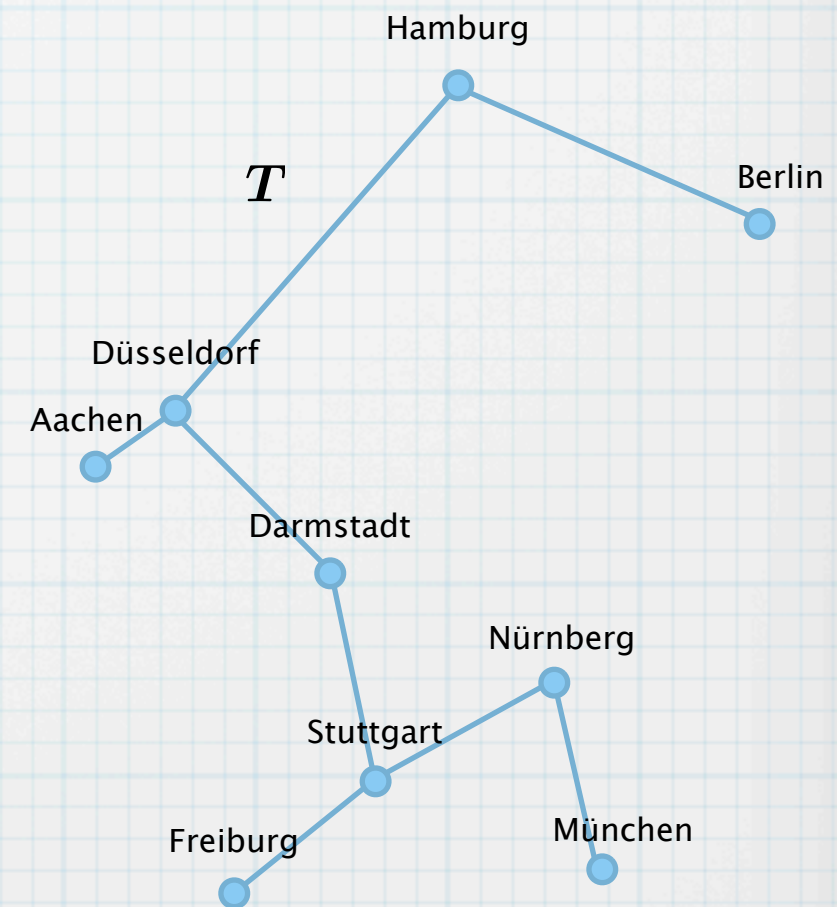 Hamburg
T
Berlin
Düsseldorf
Aachen
Darmstadt
Nürnberg
Stuttgart
München
Freiburg